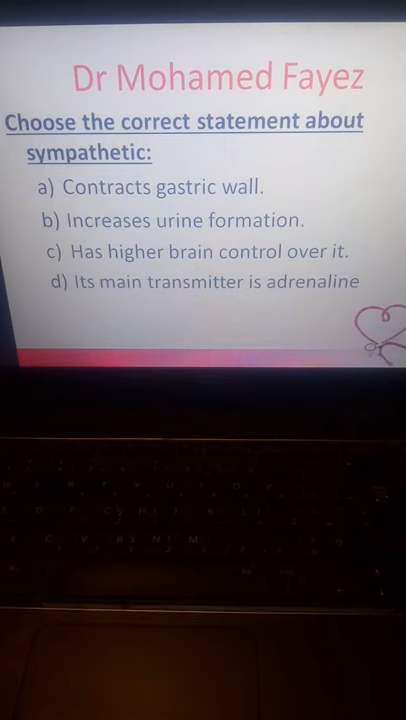 Dr Mohamed Fayez
Choose the correct statement about
sympathetic:
a) Contracts gastric wall.
b) Increases urine formation.
c) Has higher brain control over it.
d) Its main transmitter is adrenaline